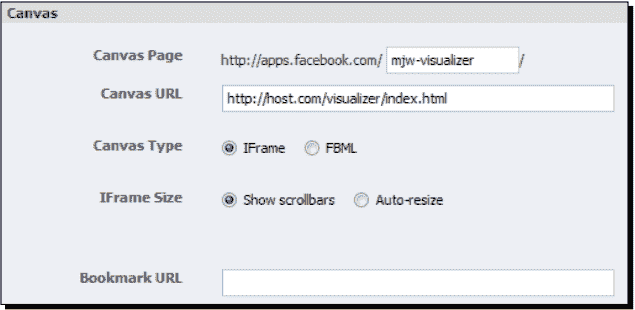 Canvas
Canvas Page http://apps.facebook.com/ mjw-visualizer /
Canvas URL http://host.com/visualizer/index.html
Canvas Type IFrame FBML
IFrame Size Show scrollbars Auto-resize
Bookmark URL